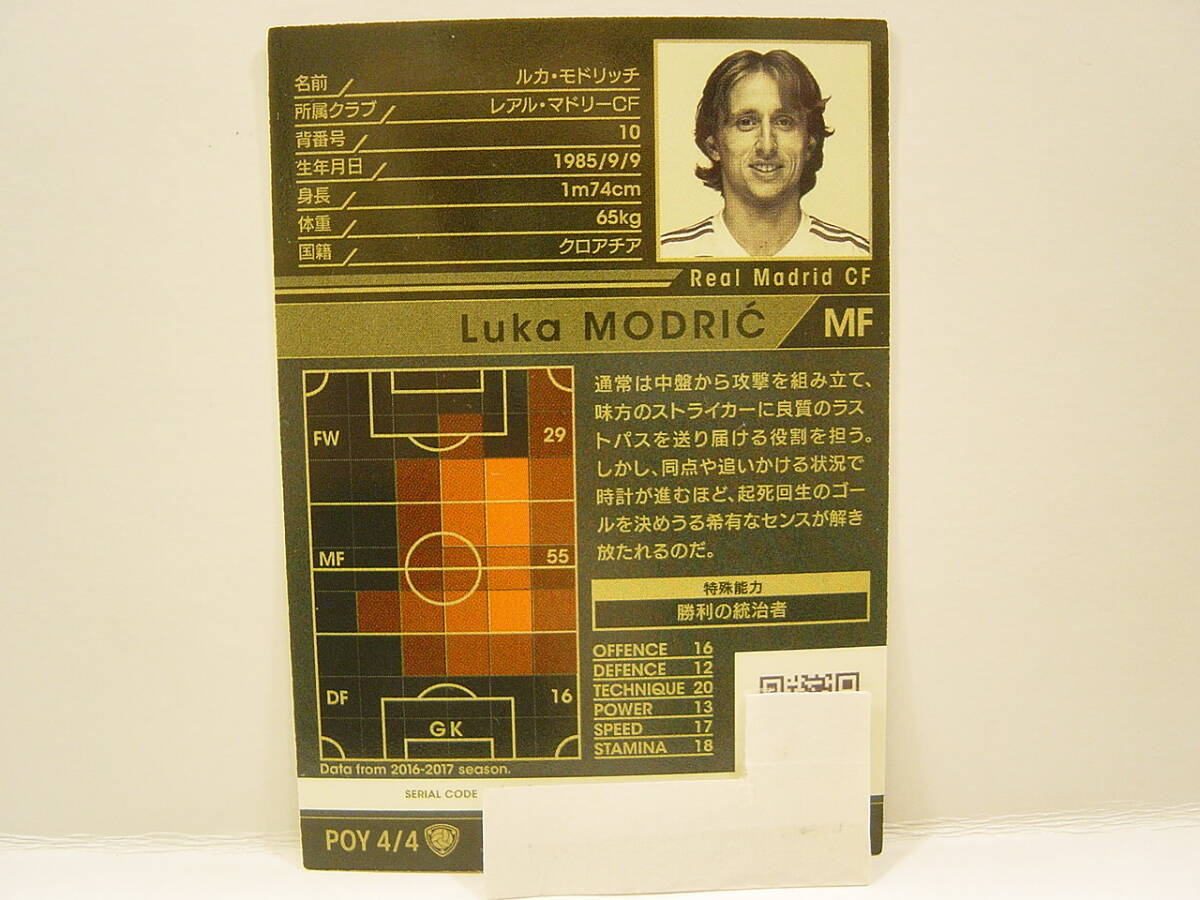 名前 ルカ・モドリッチ
所属クラブ レアル・マドリーCF
背番号 10
生年月日 1985/9/9
身長 1m74cm
体重 65kg
国籍 クロアチア
Real Madrid CF
Luka MODRIĆ MF
FW 29
MF 55
DF 16
GK
Data from 2016-2017 season.
通常は中盤から攻撃を組み立て、
味方のストライカーに良質のラス
トパスを送り届ける役割を担う。
しかし、同点や追いかける状況で
時計が進むほど、起死回生のゴー
ルを決めうる希有なセンスが解き
放たれるのだ。
特殊能力
勝利の統治者
OFFENCE 16
DEFENCE 12
TECHNIQUE 20
POWER 13
SPEED 17
STAMINA 18
SERIAL CODE
POY 4/4